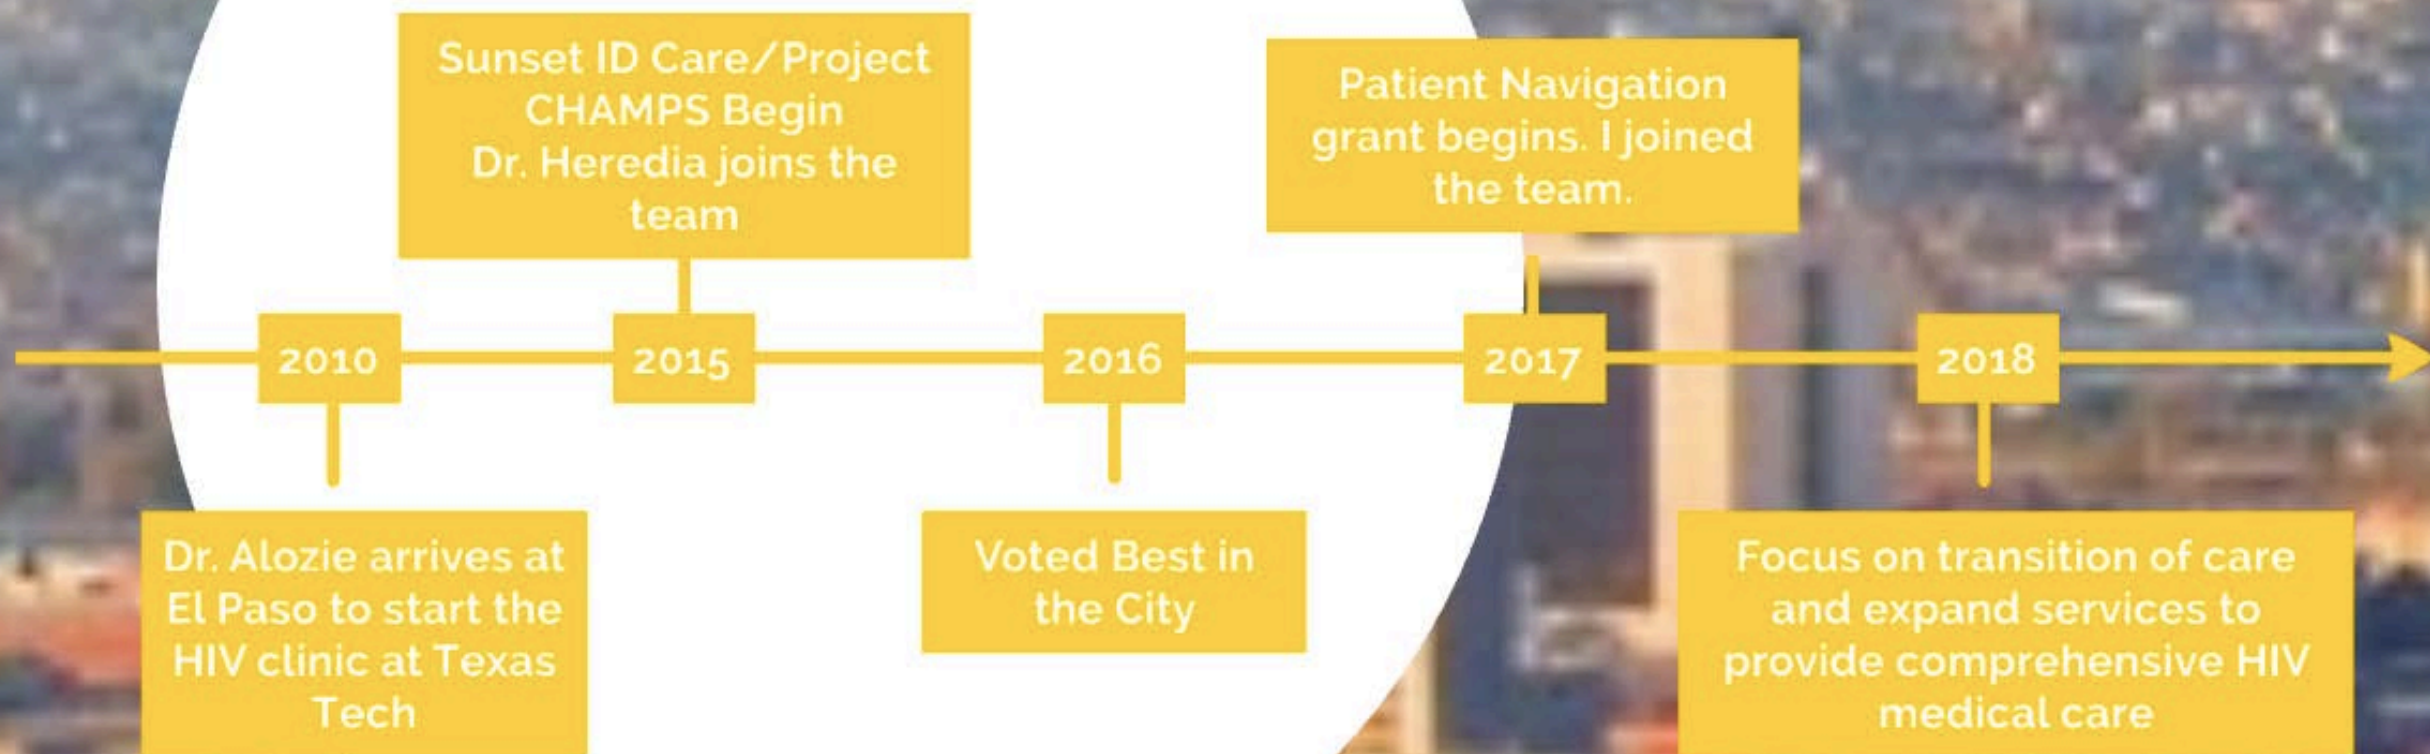 Sunset ID Care/Project
CHAMPS Begin
Dr. Heredia joins the
team
Patient Navigation
grant begins. I joined
the team.
2010
2015
2016
2017
2018
Dr. Alozie arrives at
El Paso to start the
HIV clinic at Texas
Tech
Voted Best in
the City
Focus on transition of care
and expand services to
provide comprehensive HIV
medical care